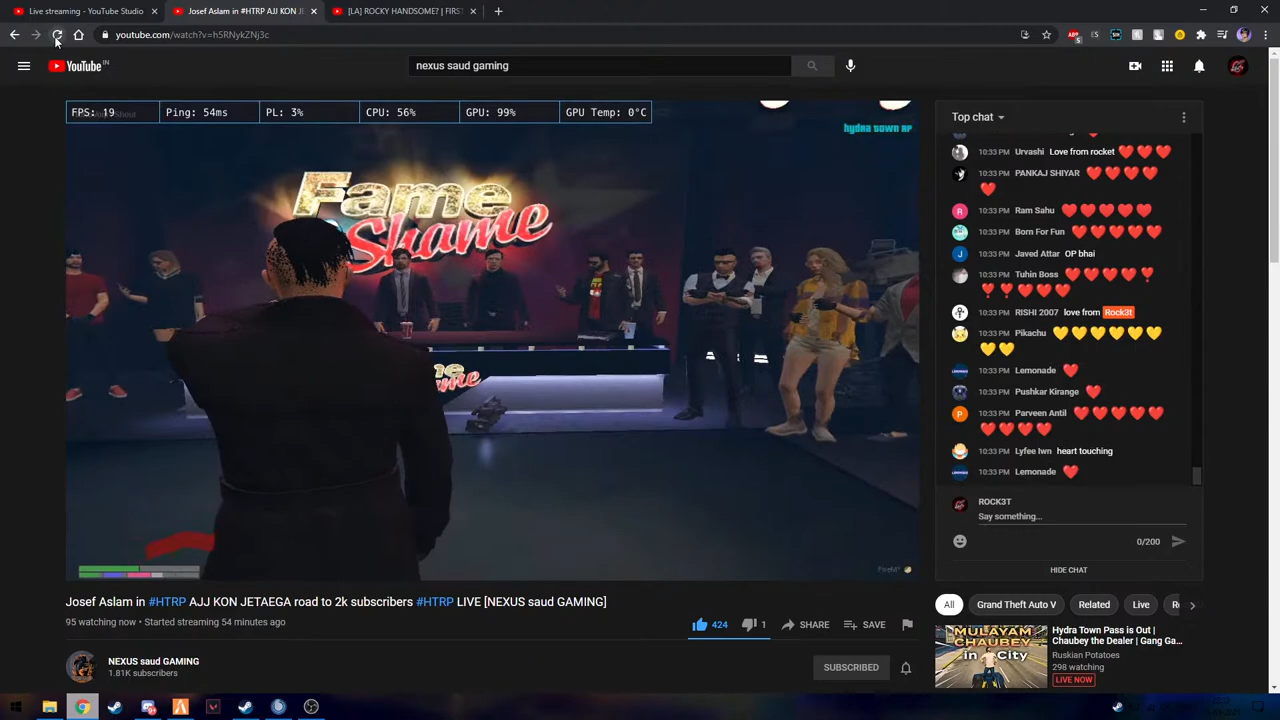 Live streaming - YouTube Studio
Josef Aslam in #HTRP AJJ KON JE
[LA] ROCKY HANDSOME? | FIRS
youtube.com/watch?v=h5RNykZNj3c
YouTube IN
nexus saud gaming
FPS: 19
Ping: 54ms
PL: 3%
CPU: 56%
GPU: 99%
GPU Temp: 0°C
hydra town RP
Fame
or
Shame
Top chat
10:33 PM Urvashi Love from rocket ❤️ ❤️ ❤️
10:33 PM PANKAJ SHIYAR ❤️ ❤️ ❤️ ❤️
❤️
10:33 PM Ram Sahu ❤️ ❤️ ❤️ ❤️ ❤️
10:33 PM Born For Fun ❤️ ❤️ ❤️ ❤️ ❤️
10:33 PM Javed Attar OP bhai
10:33 PM Tuhin Boss ❤️ ❤️ ❤️ ❤️ ❣️
❣️ ❣️ ❤️ ❤️ ❤️
10:33 PM RISHI 2007 love from Rock3t
10:33 PM Pikachu 💛 💛 💛 💛 💛 💛
💛 💛
10:33 PM Lemonade ❤️
10:33 PM Pushkar Kirange ❤️
10:33 PM Parveen Antil ❤️ ❤️ ❤️ ❤️ ❤️
❤️ ❤️ ❤️ ❤️
10:33 PM Lyfee Iwn heart touching
10:33 PM Lemonade ❤️
ROCK3T
Say something...
0/200
HIDE CHAT
Josef Aslam in #HTRP AJJ KON JETAEGA road to 2k subscribers #HTRP LIVE [NEXUS saud GAMING]
95 watching now • Started streaming 54 minutes ago
424
1
SHARE
SAVE
NEXUS saud GAMING
1.81K subscribers
SUBSCRIBED
All
Grand Theft Auto V
Related
Live
MULAYAM
CHAUBEY
in City
Hydra Town Pass is Out |
Chaubey the Dealer | Gang Ga...
Ruskian Potatoes
298 watching
LIVE NOW